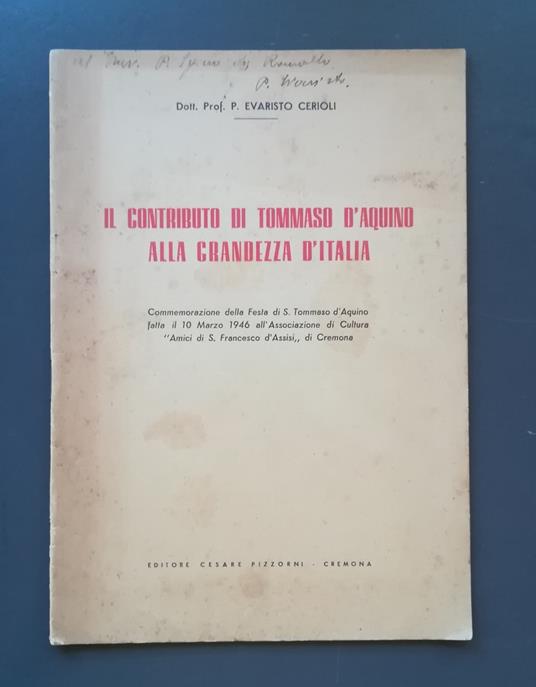 P.
P.
Dott. Prof. P. EVARISTO CERIOLI
IL CONTRIBUTO DI TOMMASO D'AQUINO
ALLA GRANDEZZA D'ITALIA
Commemorazione della Festa di S. Tommaso d'Aquino
fatta il 10 Marzo 1946 all'Associazione di Cultura
"Amici di S. Francesco d'Assisi,, di Cremona
EDITORE CESARE PIZZORNI - CREMONA